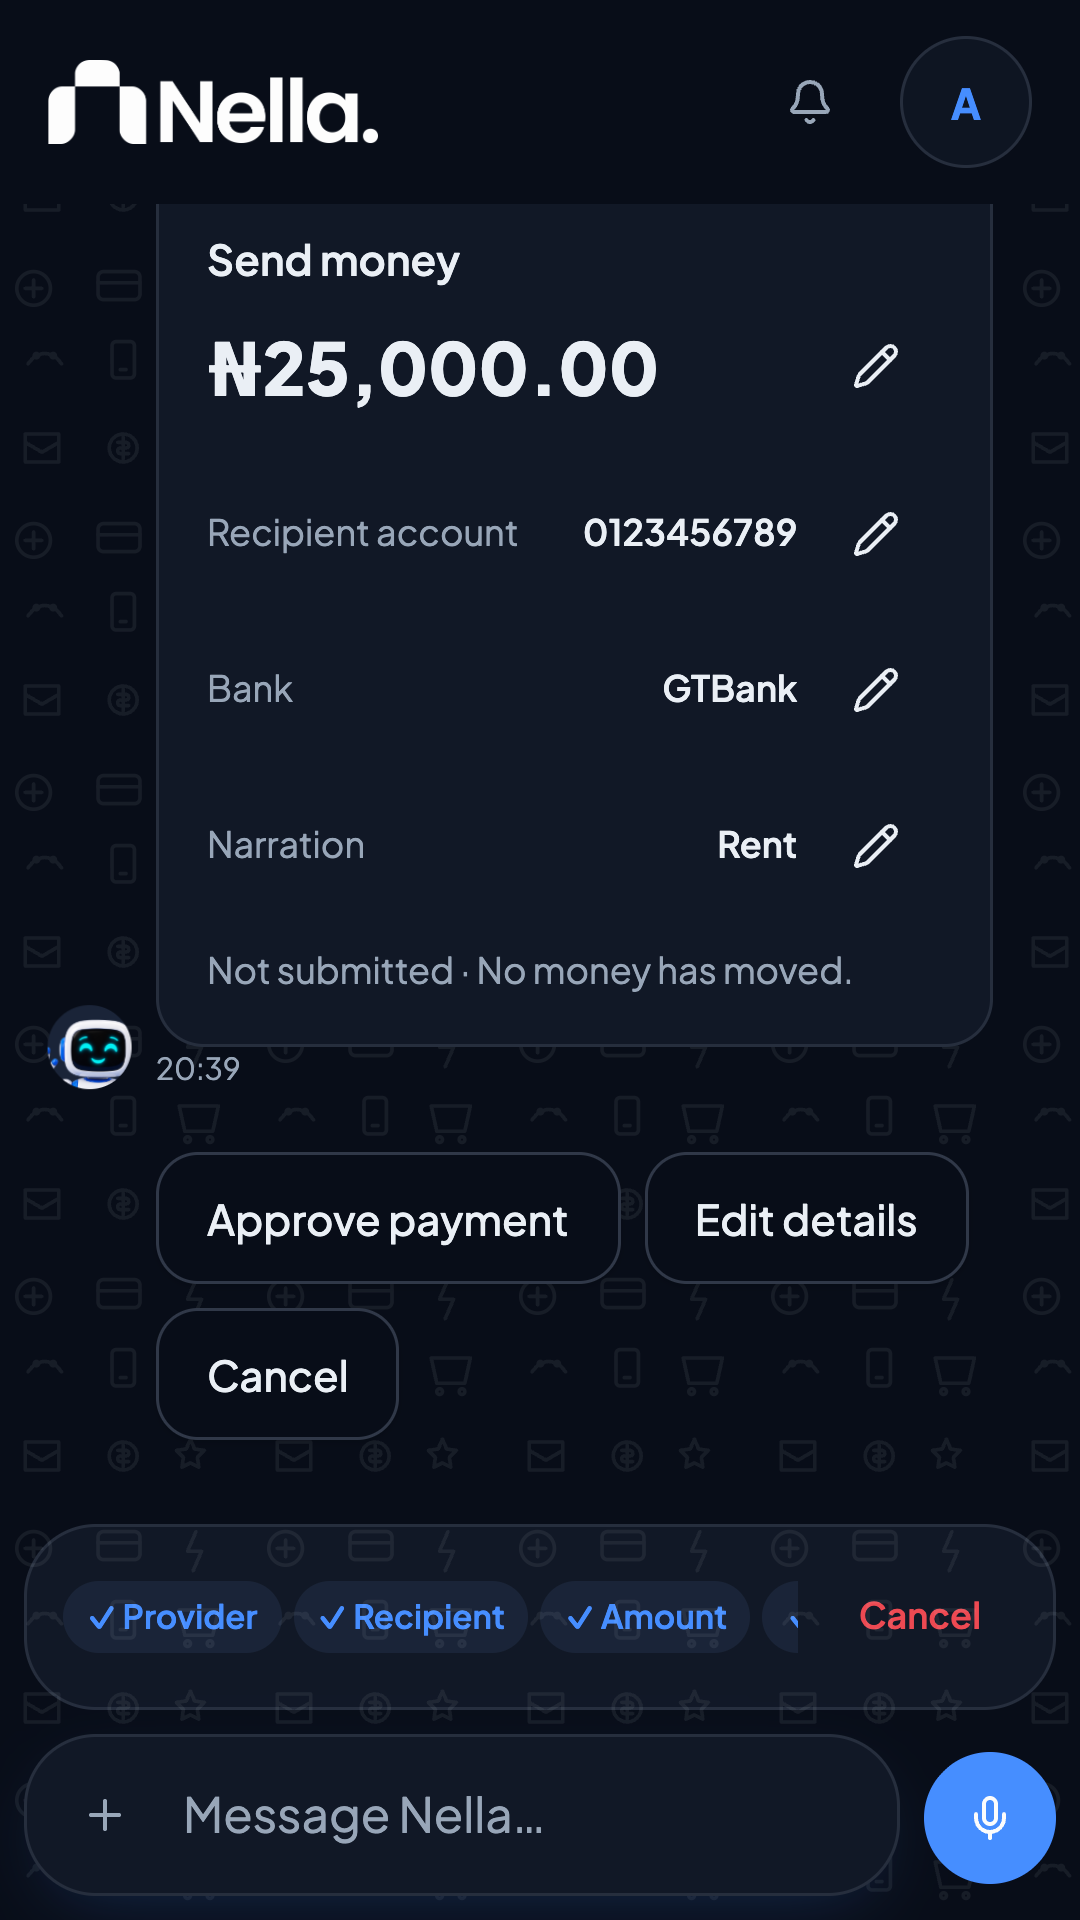 Nella.
A
Send money
₦25,000.00
Recipient account 0123456789
Bank GTBank
Narration Rent
Not submitted · No money has moved.
20:39
Approve payment
Edit details
Cancel
Provider Recipient Amount Cancel
Message Nella...